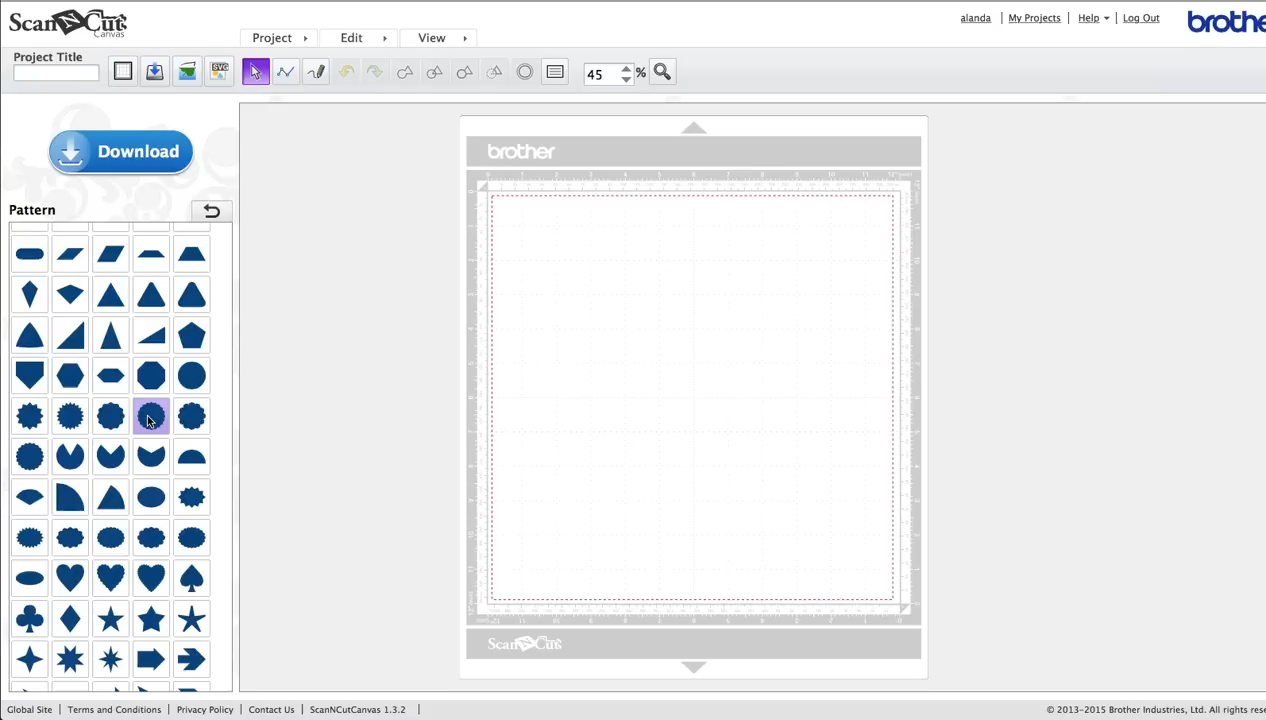 ScanNCut
Canvas
alanda | My Projects | Help | Log Out
brothe
Project Edit View
Project Title
SVG
45 %
Download
Pattern
brother
ScanNCut
Global Site | Terms and Conditions | Privacy Policy | Contact Us | ScanNCutCanvas 1.3.2 |
© 2013-2015 Brother Industries, Ltd. All rights rese